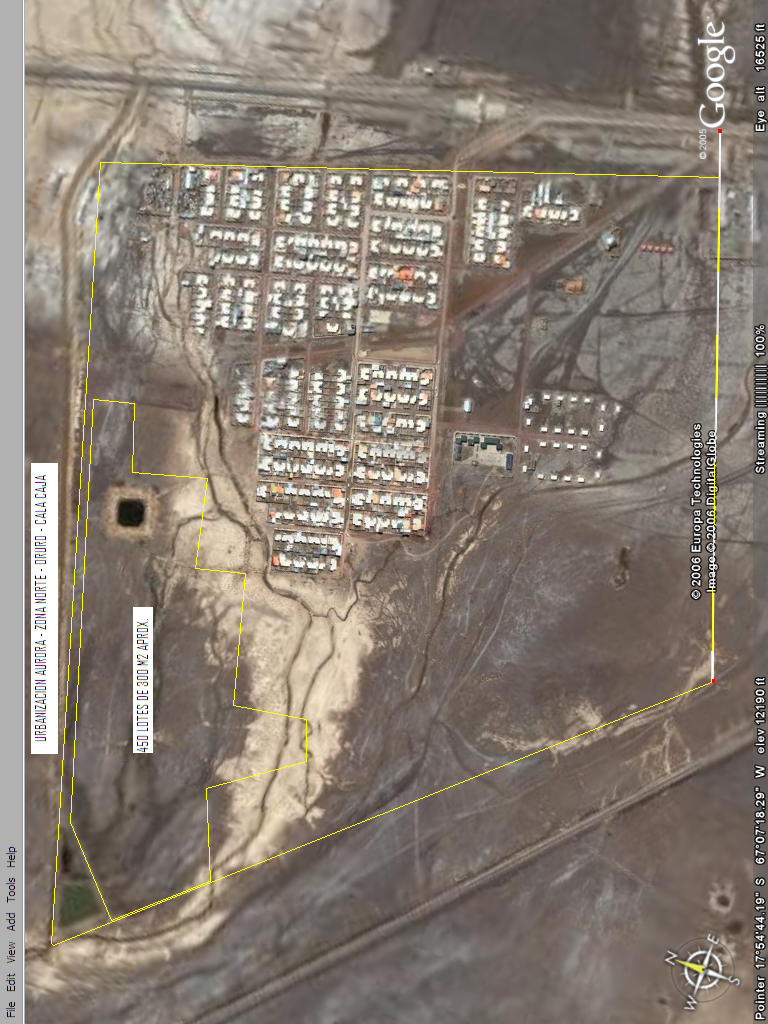 File Edit View Add Tools Help
URBANIZACION AURORA - ZONA NORTE - ORURO - CALA CAJA
450 LOTES DE 300 M2 APROX.
© 2006 Europa Technologies
Image © 2006 DigitalGlobe
© 2005
Google
N
E
S
W
Pointer 17°54'44.19" S 67°07'18.29" W elev 12190 ft
Streaming |||||||||| 100%
Eye alt 16525 ft